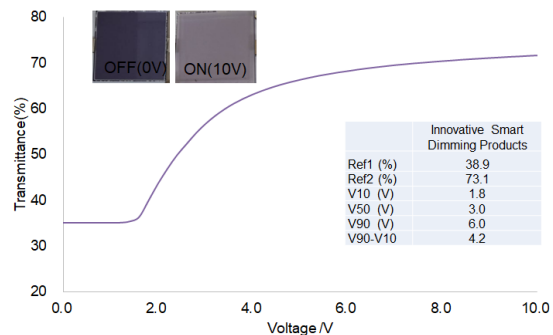 80
70
60
50
40
30
20
Transmittance(%)
OFF(0V) ON(10V)
Innovative Smart
Dimming Products
Ref1 (%) 38.9
Ref2 (%) 73.1
V10 (V) 1.8
V50 (V) 3.0
V90 (V) 6.0
V90-V10 4.2
0.0 2.0 4.0 6.0 8.0 10.0
Voltage /V